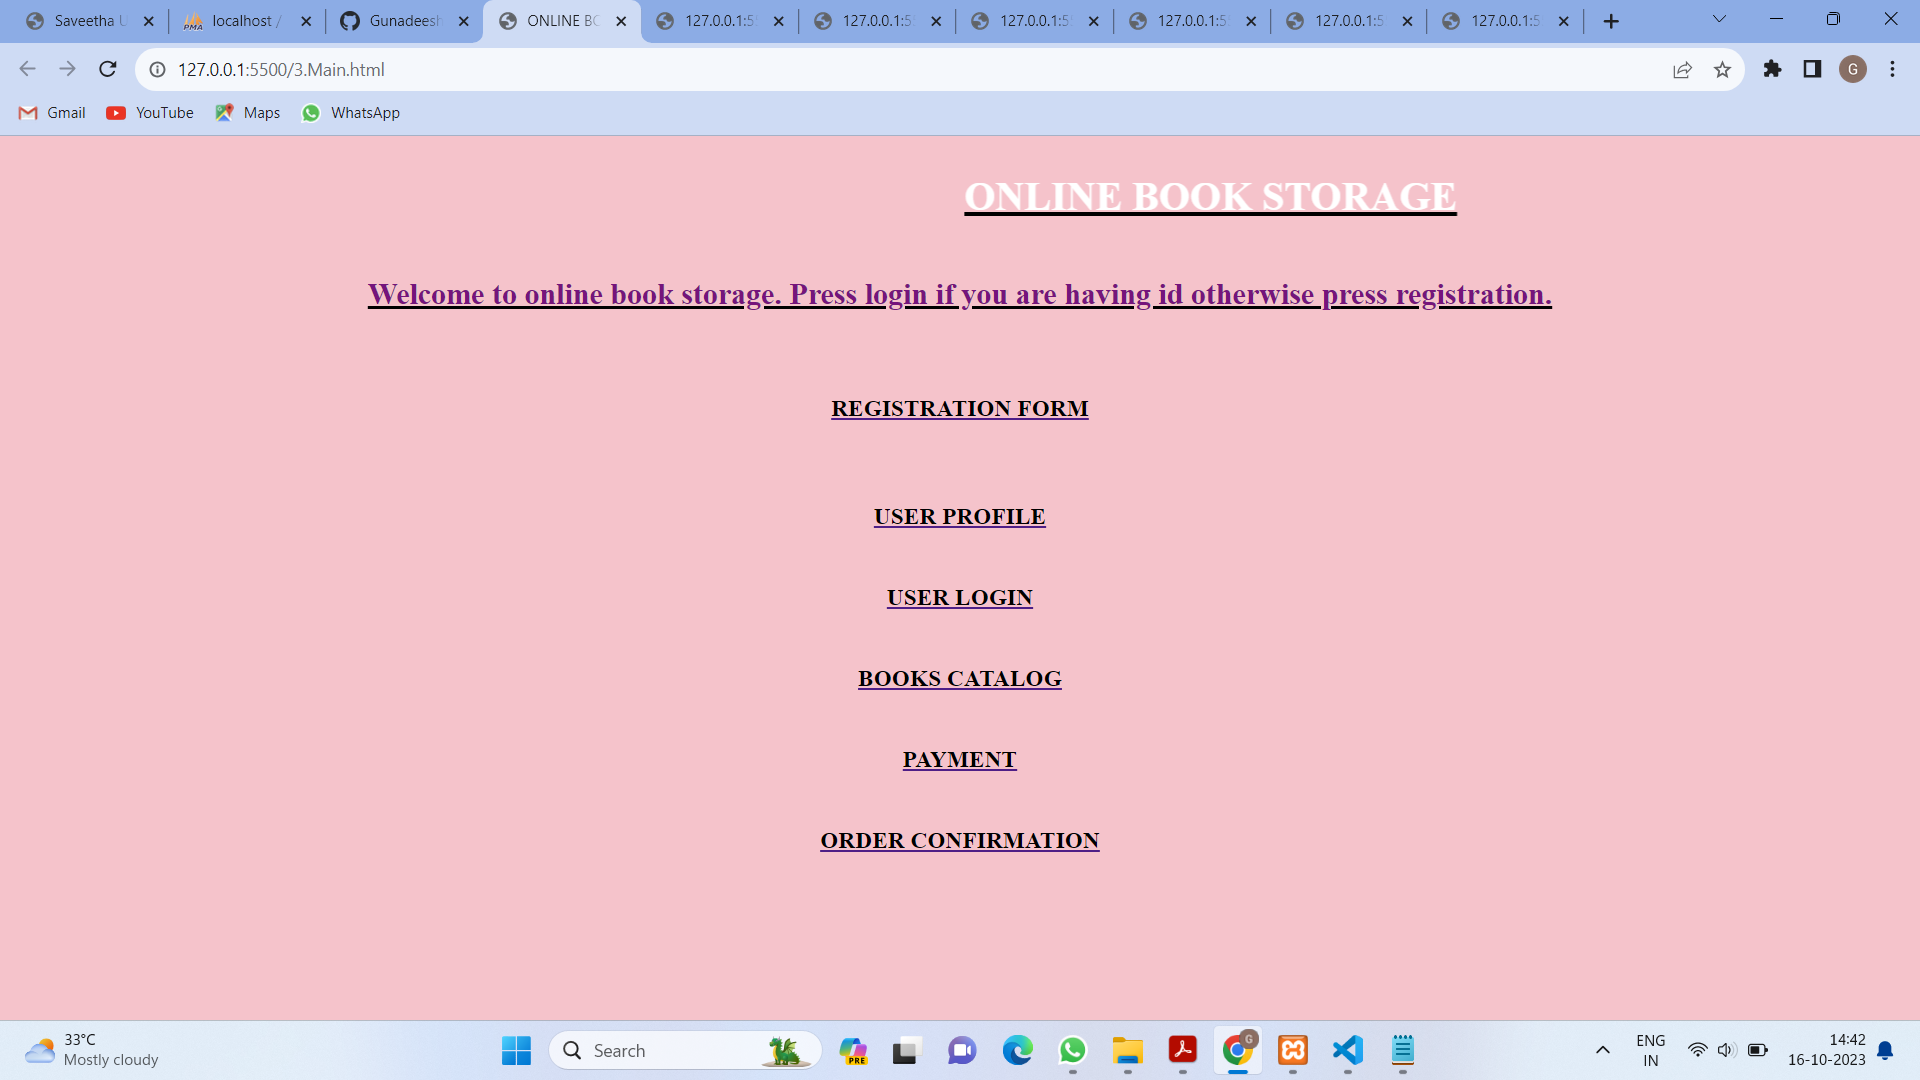 Saveetha U
localhost /
Gunadeesh
ONLINE BO
127.0.0.1:5
127.0.0.1:5
127.0.0.1:5
127.0.0.1:5
127.0.0.1:5
127.0.0.1:5
127.0.0.1:5500/3.Main.html
G
Gmail
YouTube
Maps
WhatsApp
ONLINE BOOK STORAGE
Welcome to online book storage. Press login if you are having id otherwise press registration.
REGISTRATION FORM
USER PROFILE
USER LOGIN
BOOKS CATALOG
PAYMENT
ORDER CONFIRMATION
33°C
Mostly cloudy
Search
PRE
G
ENG
IN
14:42
16-10-2023